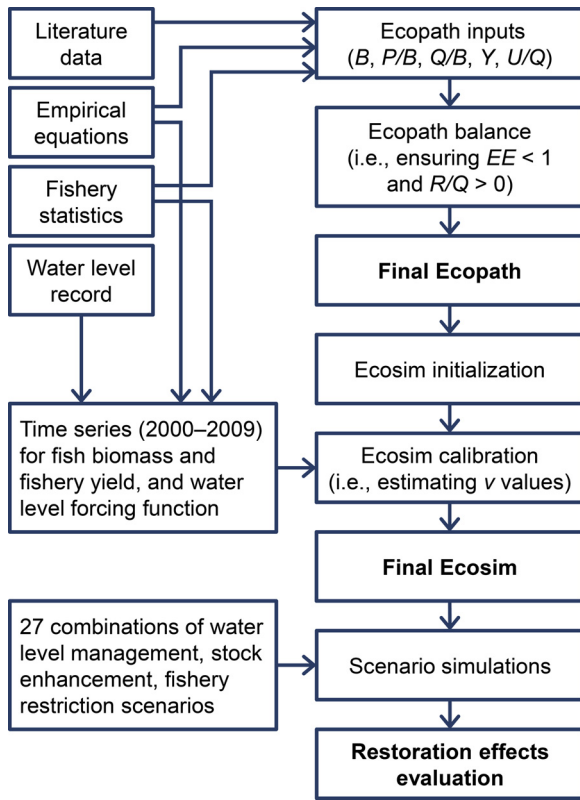 Literature
data
Empirical
equations
Fishery
statistics
Water level
record
Time series (2000–2009)
for fish biomass and
fishery yield, and water
level forcing function
27 combinations of water
level management, stock
enhancement, fishery
restriction scenarios
Ecopath inputs
(B, P/B, Q/B, Y, U/Q)
Ecopath balance
(i.e., ensuring EE < 1
and R/Q > 0)
Final Ecopath
Ecosim initialization
Ecosim calibration
(i.e., estimating v values)
Final Ecosim
Scenario simulations
Restoration effects
evaluation